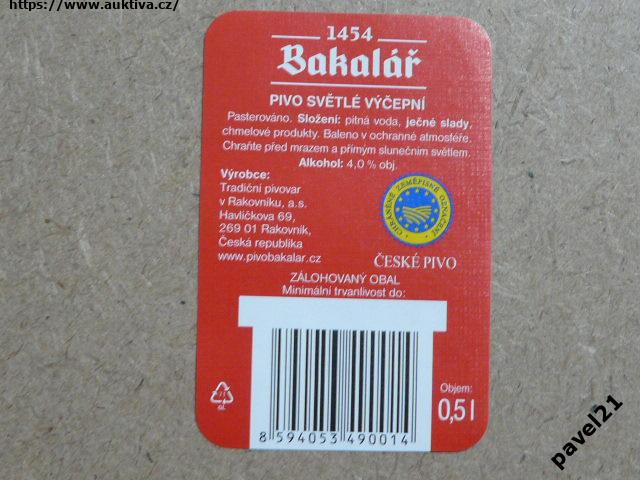 https://www.auktiva.cz/
1454
Bakalář
PIVO SVĚTLÉ VÝČEPNÍ
Pasterováno. Složení: pitná voda, ječné slady,
chmelové produkty. Baleno v ochranné atmosféře.
Chraňte před mrazem a přímým slunečním světlem.
Alkohol: 4,0 % obj.
Výrobce:
Tradiční pivovar
v Rakovníku, a.s.
Havlíčkova 69,
269 01 Rakovník,
Česká republika
www.pivobakalar.cz
CHRÁNĚNÉ ZEMĚPISNÉ OZNAČENÍ
ČESKÉ PIVO
ZÁLOHOVANÝ OBAL
Minimální trvanlivost do:
Objem:
0,5 l
8 594053 490014
pavel21